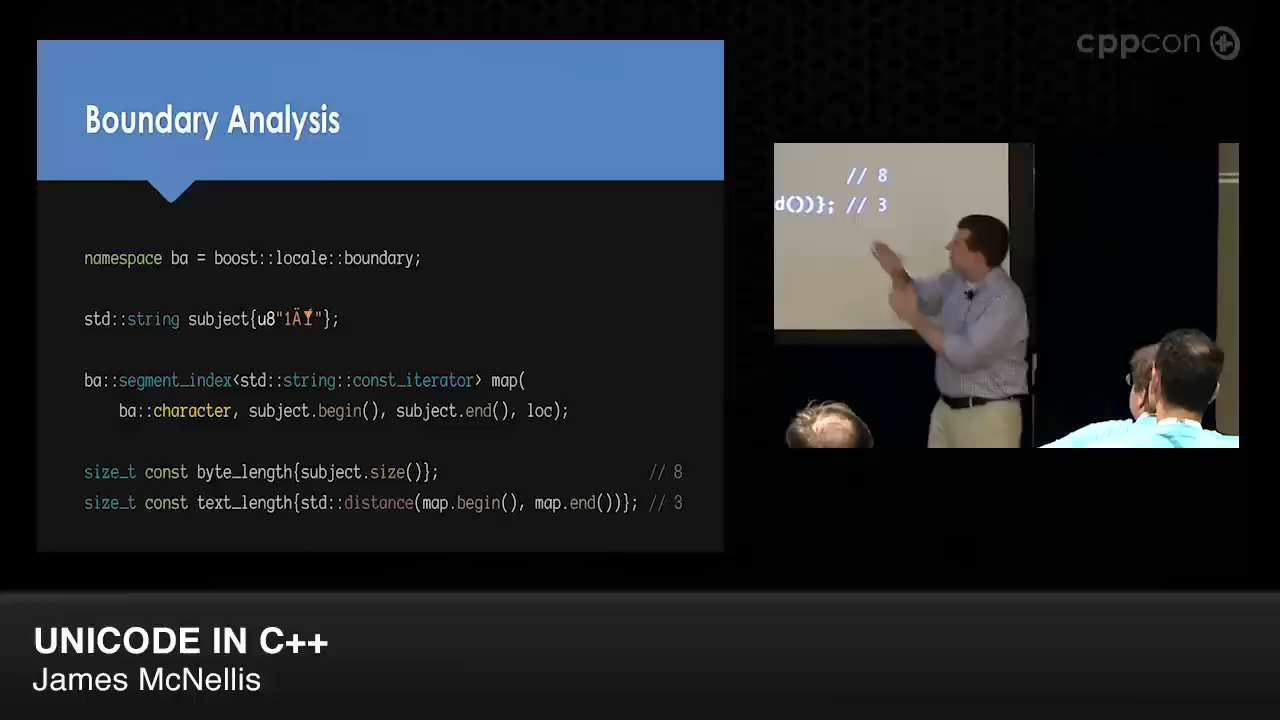 cppcon
Boundary Analysis
namespace ba = boost::locale::boundary;
std::string subject{u8"1Ä🍸"};
ba::segment_index<std::string::const_iterator> map(
ba::character, subject.begin(), subject.end(), loc);
size_t const byte_length{subject.size()}; // 8
size_t const text_length{std::distance(map.begin(), map.end())}; // 3
// 8
d())}; // 3
UNICODE IN C++
James McNellis